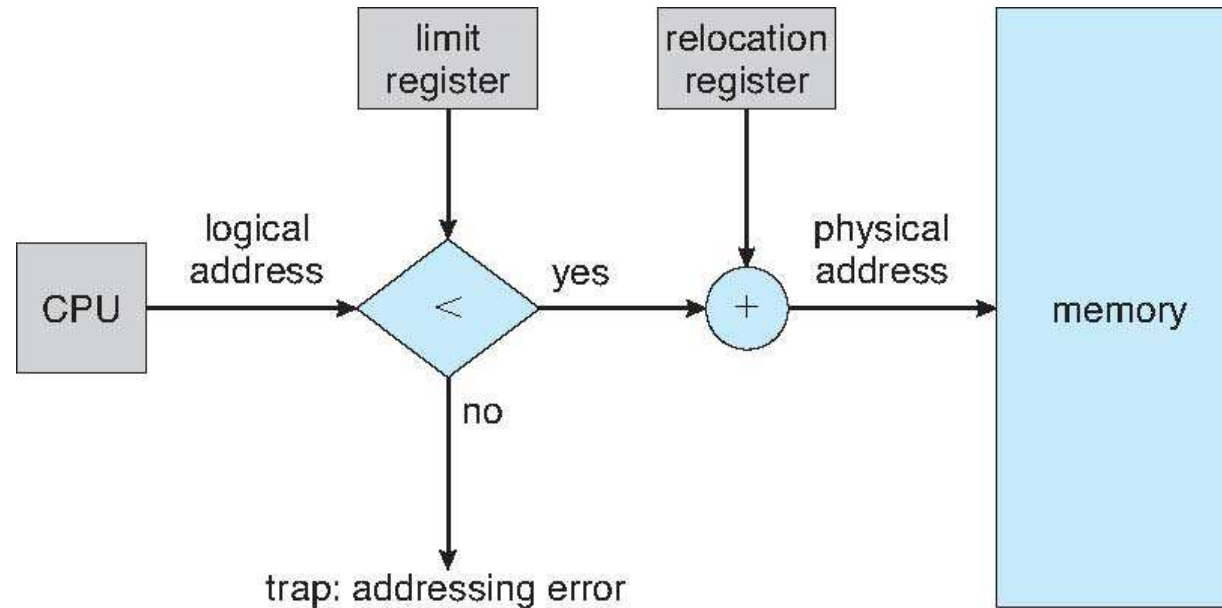 limit
register
relocation
register
logical
address
physical
address
CPU
<
yes
+
memory
no
trap: addressing error